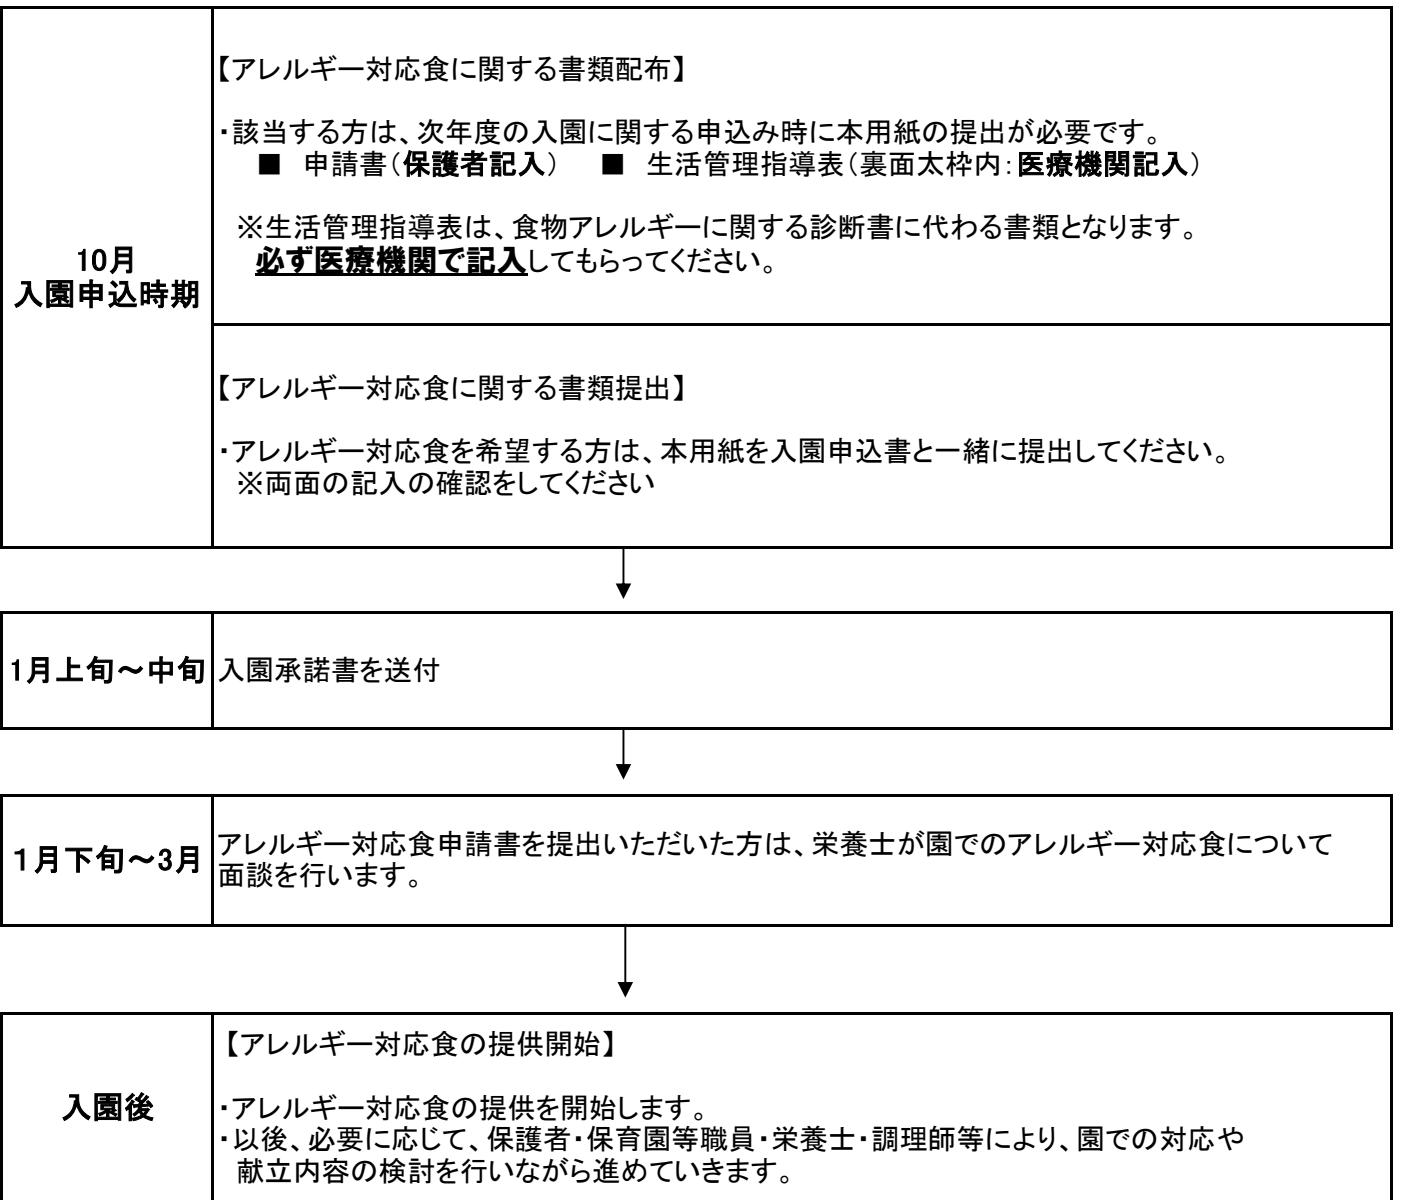 10月
入園申込時期
【アレルギー対応食に関する書類配布】
・該当する方は、次年度の入園に関する申込み時に本用紙の提出が必要です。
■ 申請書(保護者記入) ■ 生活管理指導表(裏面太枠内:医療機関記入)
※生活管理指導表は、食物アレルギーに関する診断書に代わる書類となります。
必ず医療機関で記入してもらってください。
【アレルギー対応食に関する書類提出】
・アレルギー対応食を希望する方は、本用紙を入園申込書と一緒に提出してください。
※両面の記入の確認をしてください
1月上旬~中旬
入園承諾書を送付
1月下旬~3月
アレルギー対応食申請書を提出いただいた方は、栄養士が園でのアレルギー対応食について
面談を行います。
入園後
【アレルギー対応食の提供開始】
・アレルギー対応食の提供を開始します。
・以後、必要に応じて、保護者・保育園等職員・栄養士・調理師等により、園での対応や
献立内容の検討を行いながら進めていきます。